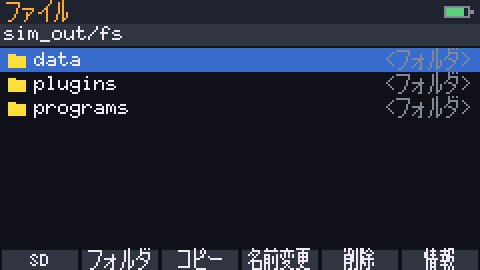 ファイル
sim_out/fs
data <フォルダ>
plugins <フォルダ>
programs <フォルダ>
SD フォルダ コピー 名前変更 削除 情報